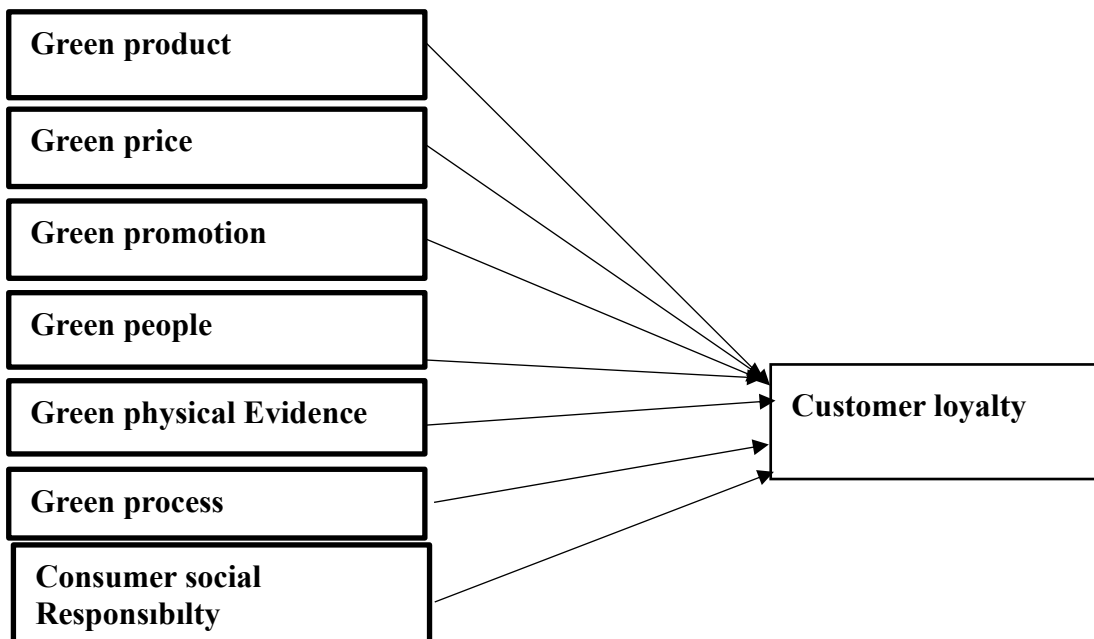 Green product
Green price
Green promotion
Green people
Green physical Evidence
Green process
Consumer social
Responsıbılty
Customer loyalty